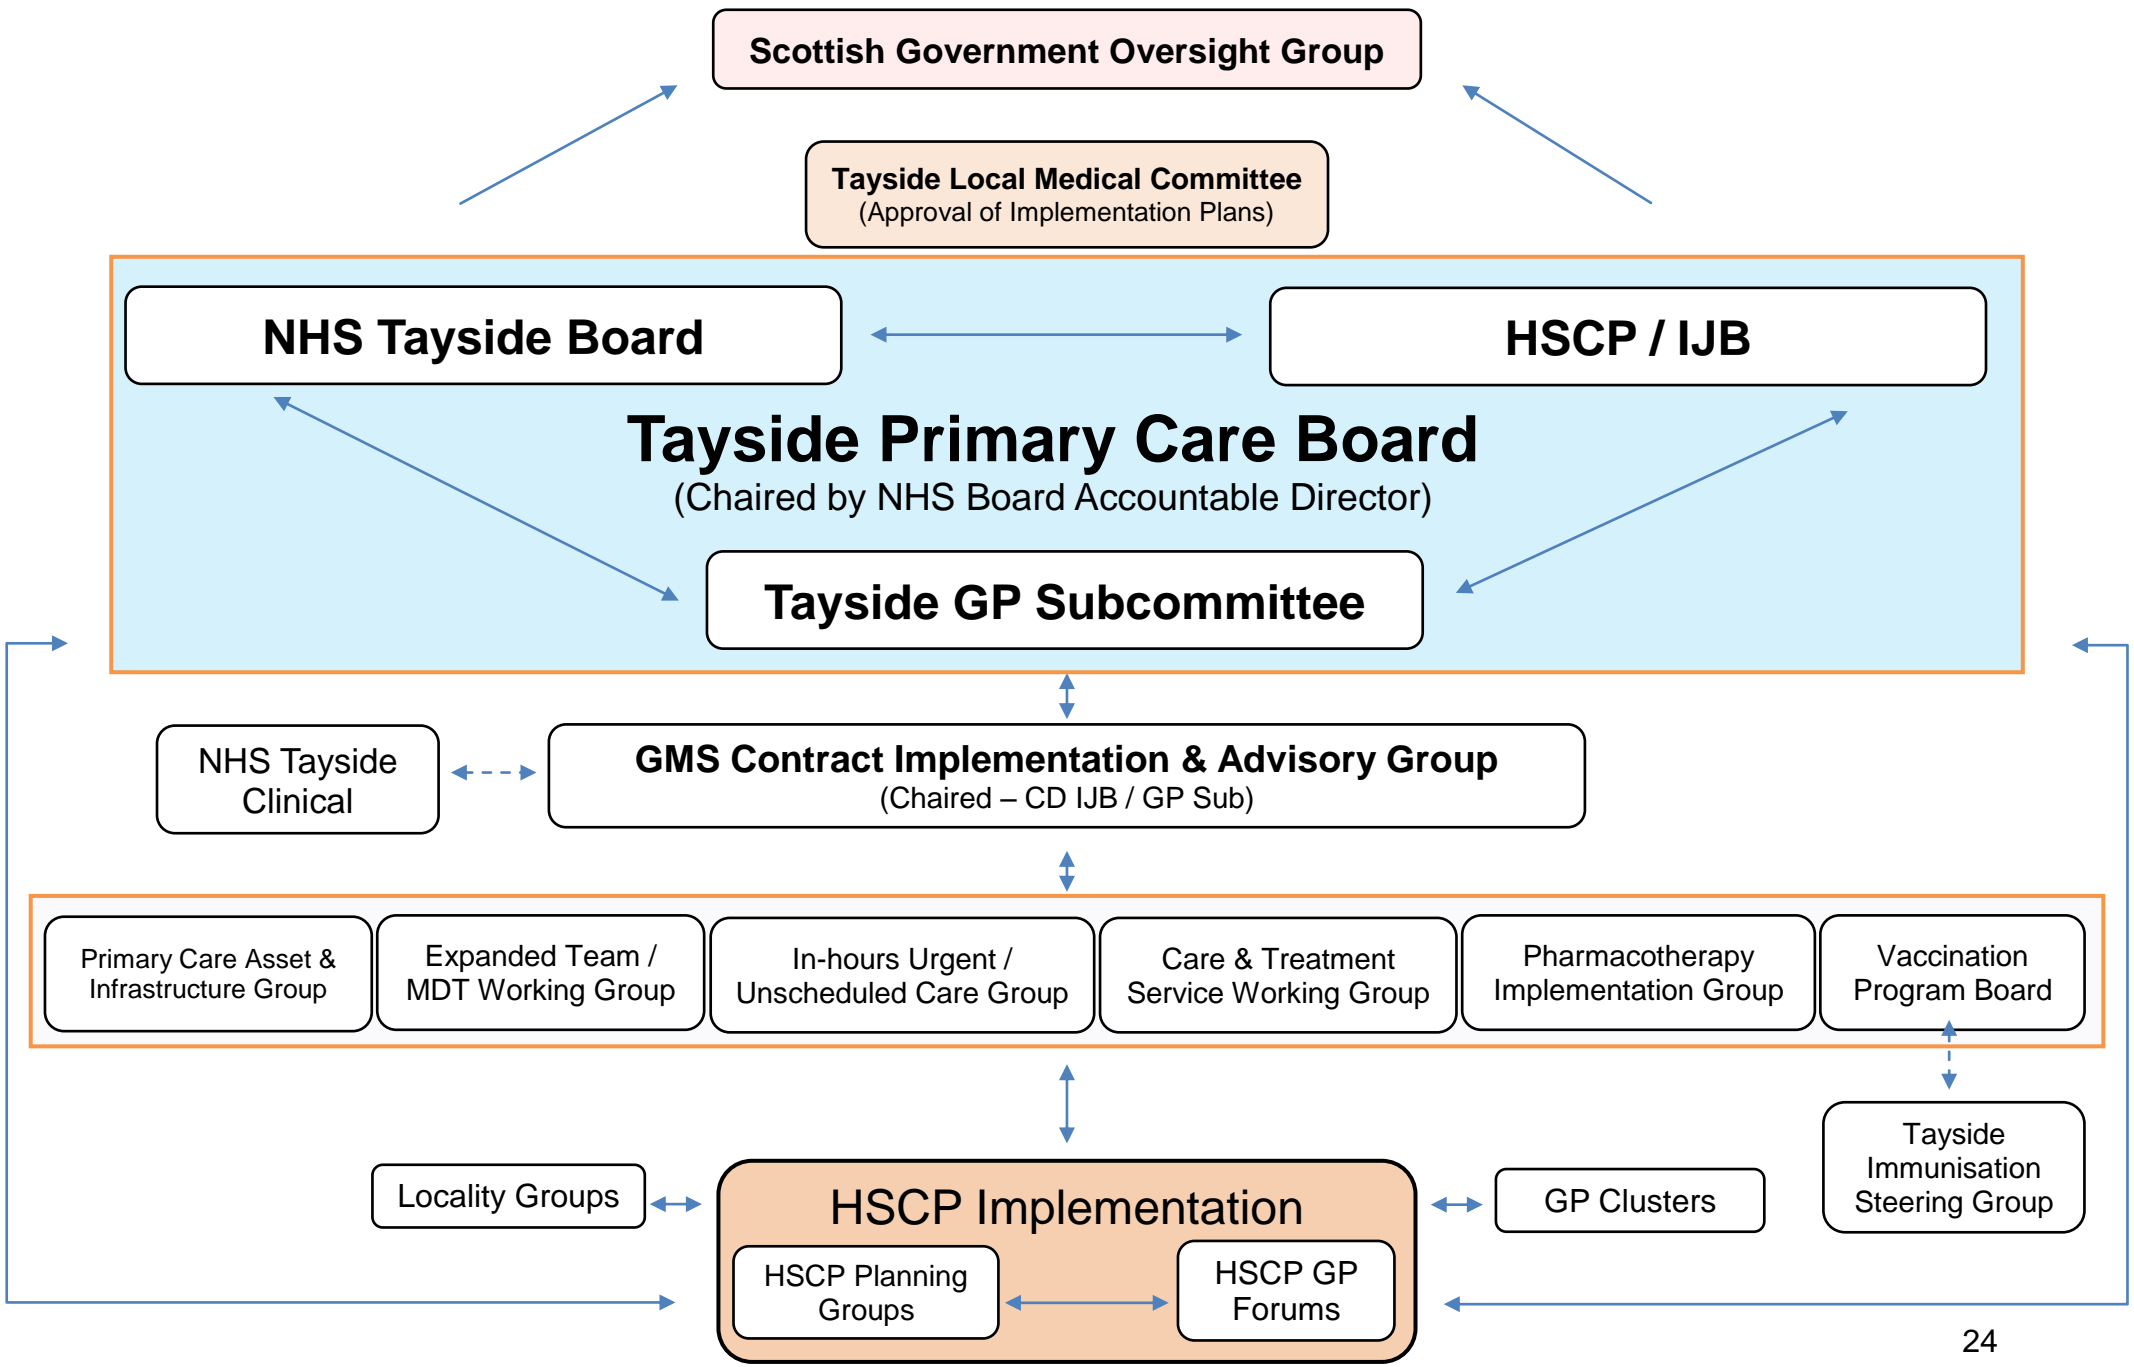 Scottish Government Oversight Group
Tayside Local Medical Committee
(Approval of Implementation Plans)
NHS Tayside Board
HSCP / IJB
Tayside Primary Care Board
(Chaired by NHS Board Accountable Director)
Tayside GP Subcommittee
NHS Tayside
Clinical
GMS Contract Implementation & Advisory Group
(Chaired – CD IJB / GP Sub)
Primary Care Asset &
Infrastructure Group
Expanded Team /
MDT Working Group
In-hours Urgent /
Unscheduled Care Group
Care & Treatment
Service Working Group
Pharmacotherapy
Implementation Group
Vaccination
Program Board
Tayside
Immunisation
Steering Group
Locality Groups
HSCP Implementation
GP Clusters
HSCP Planning
Groups
HSCP GP
Forums
24